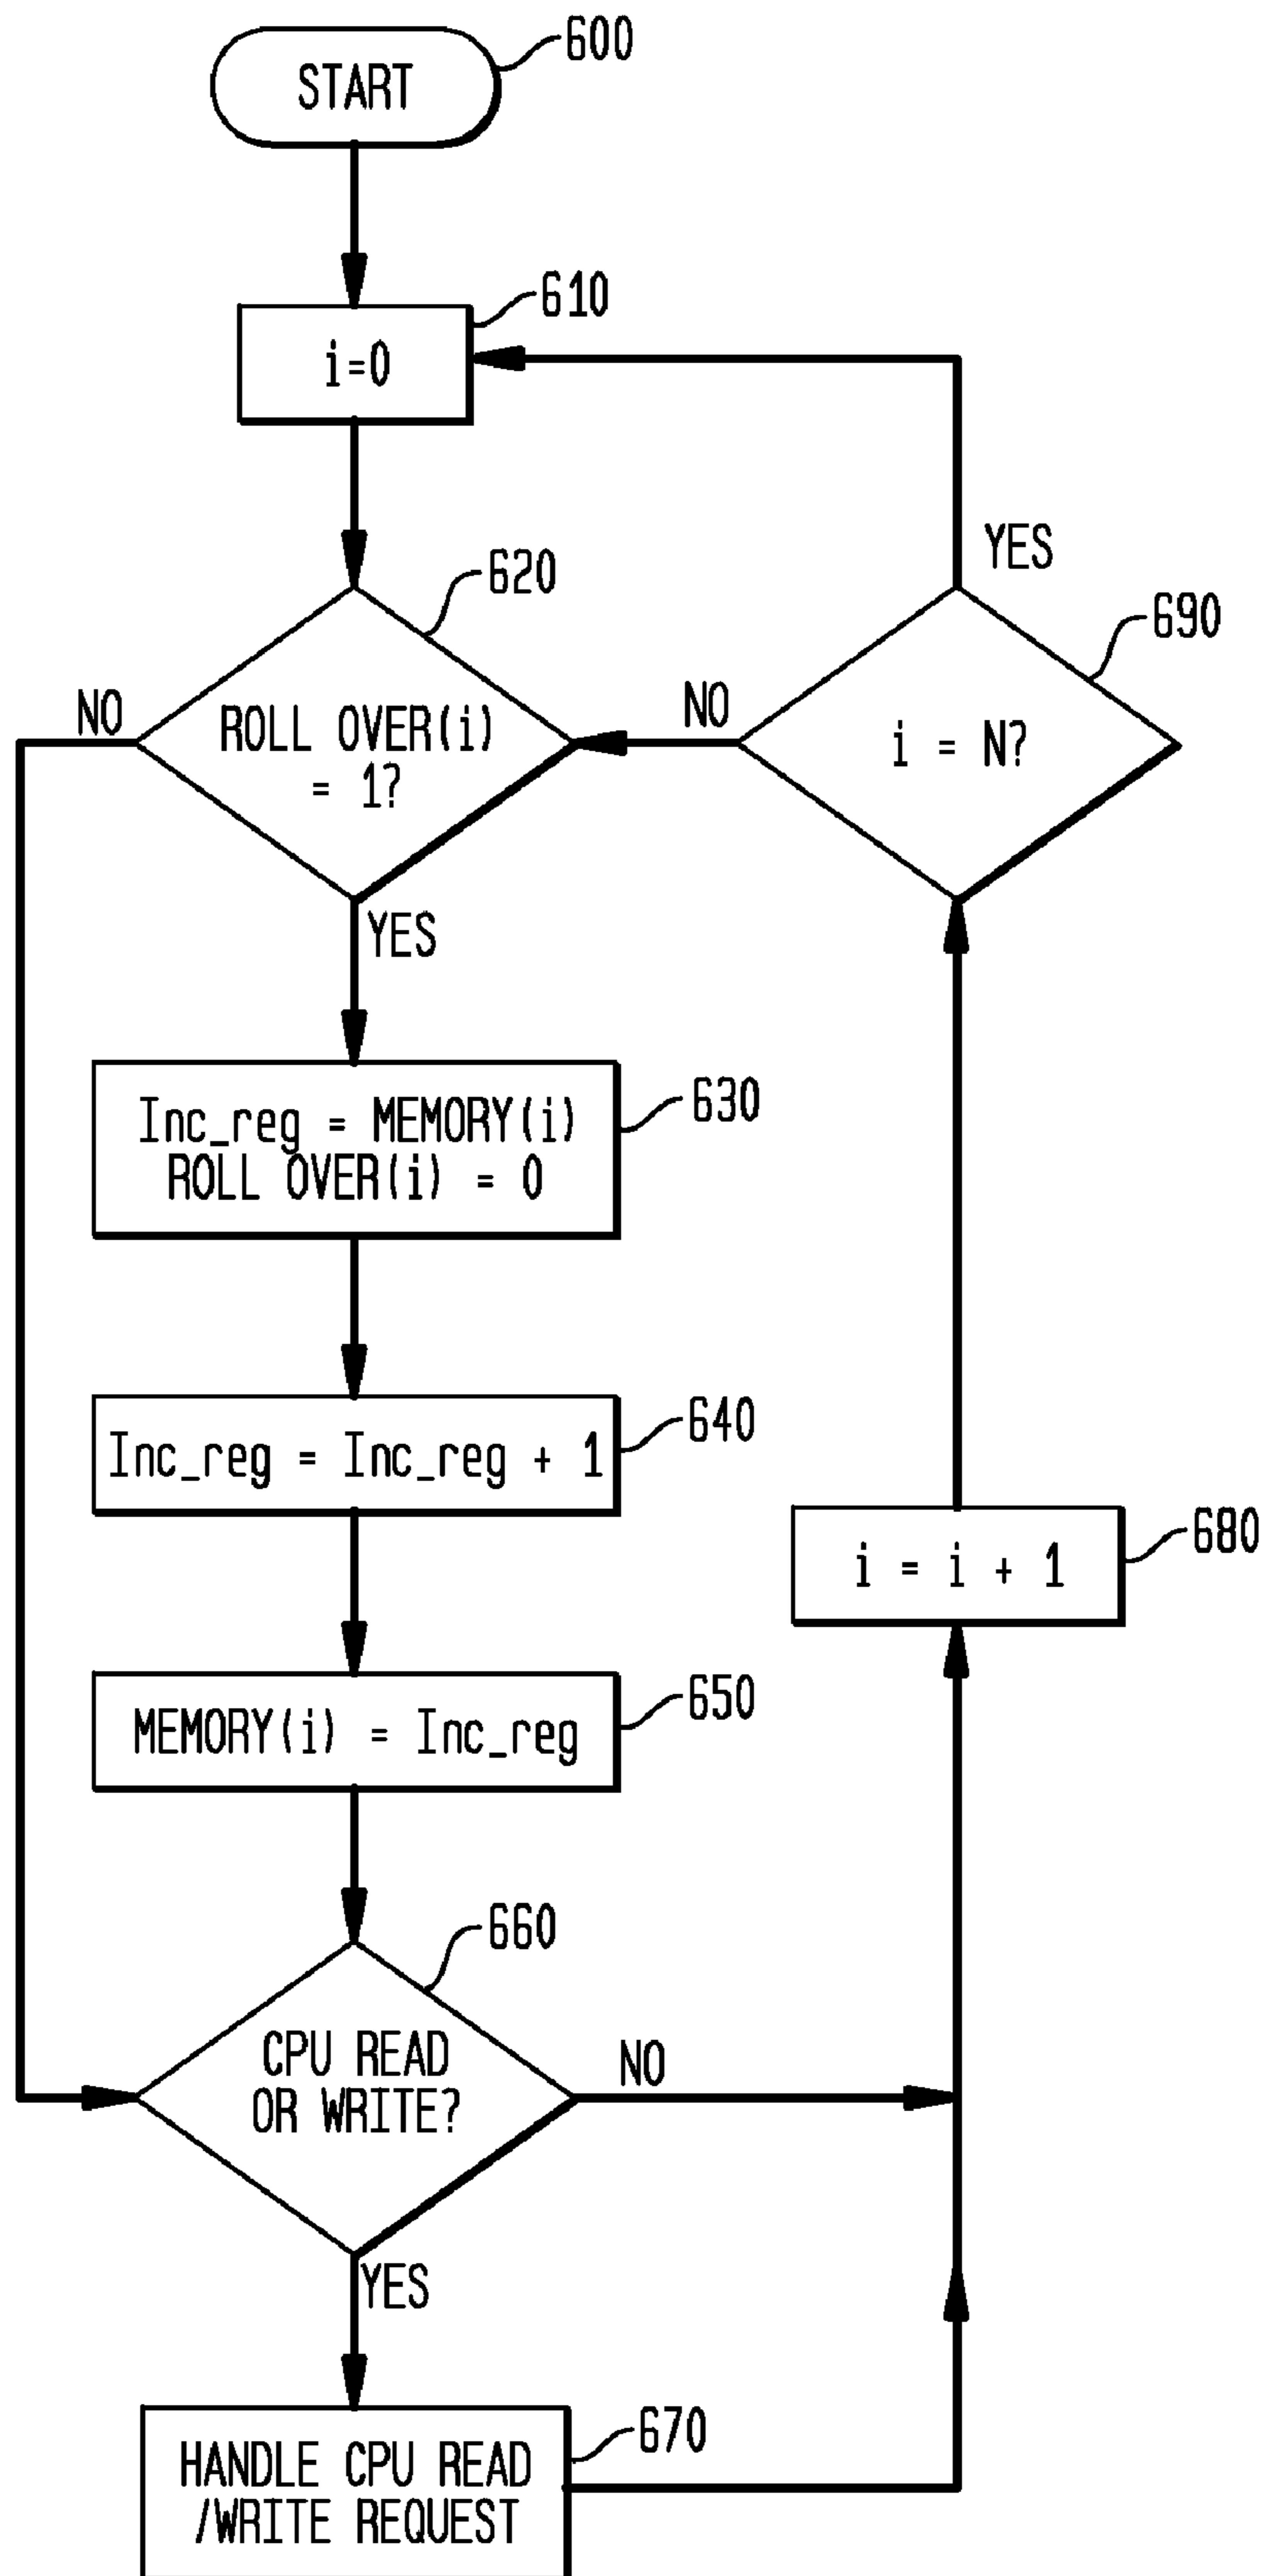 START
600
i=0
610
ROLL OVER(i)
= 1?
620
NO
YES
i = N?
690
NO
YES
Inc_reg = MEMORY(i)
ROLL OVER(i) = 0
630
Inc_reg = Inc_reg + 1
640
MEMORY(i) = Inc_reg
650
i = i + 1
680
CPU READ
OR WRITE?
660
NO
YES
HANDLE CPU READ
/WRITE REQUEST
670